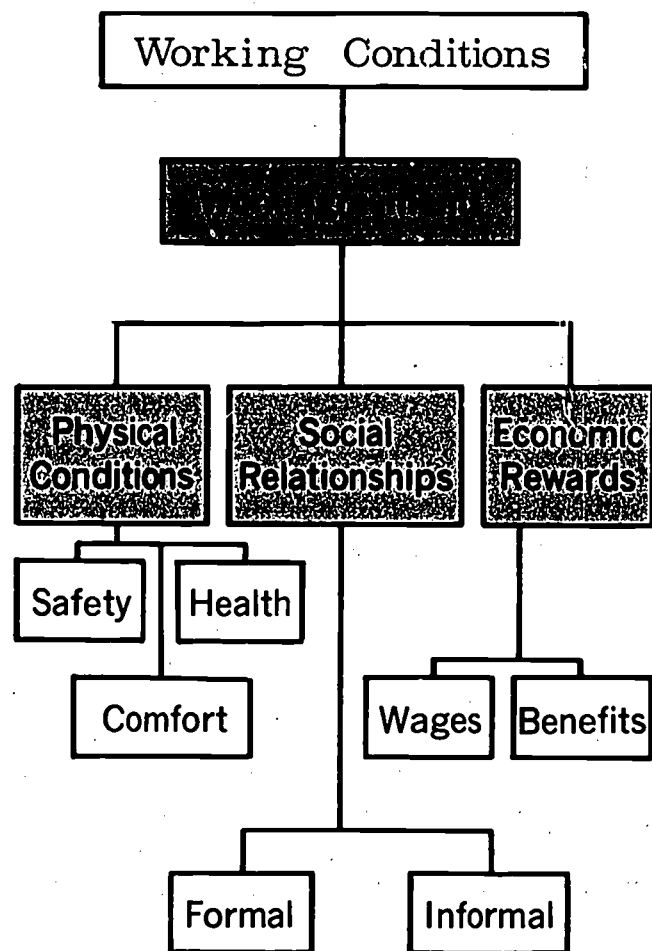 Working Conditions
Physical
Conditions
Social
Relationships
Economic
Rewards
Safety
Health
Comfort
Wages
Benefits
Formal
Informal